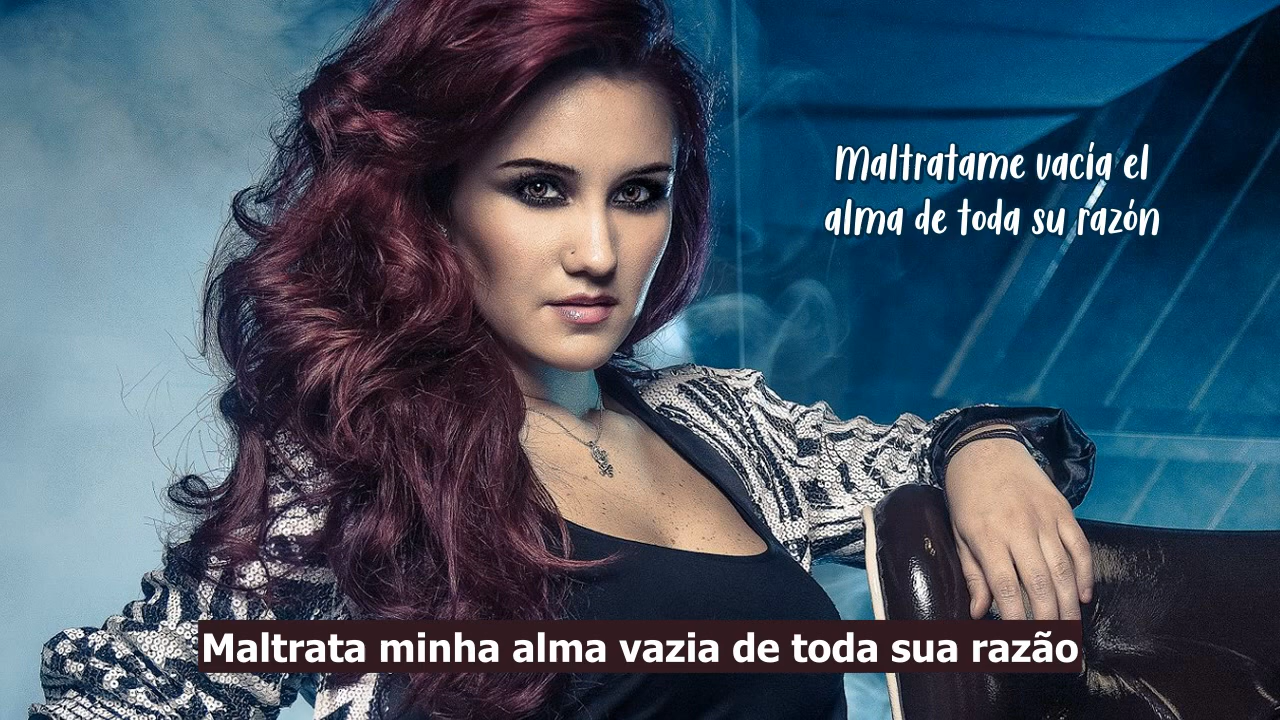 Maltratame vacía el
alma de toda su razón
Maltrata minha alma vazia de toda sua razão